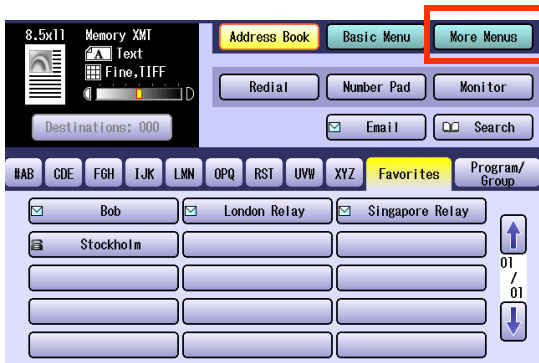 8.5x11 Memory XMT
A Text
Fine,TIFF
D
Destinations: 000
Address Book
Basic Menu
More Menus
Redial
Number Pad
Monitor
Email
Search
#AB
CDE
FGH
IJK
LMN
OPQ
RST
UVW
XYZ
Favorites
Program/
Group
Bob
London Relay
Singapore Relay
Stockholm
01
/
01